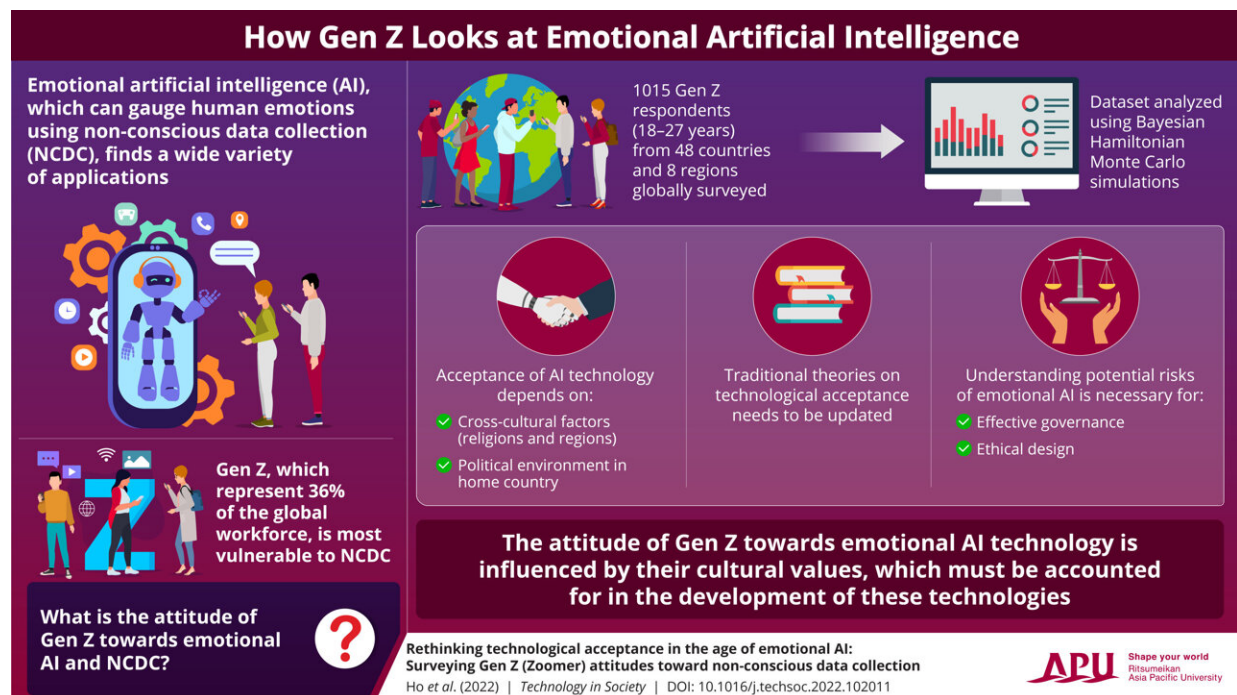 How Gen Z Looks at Emotional Artificial Intelligence
Emotional artificial intelligence (AI),
which can gauge human emotions
using non-conscious data collection
(NCDC), finds a wide variety
of applications
Gen Z, which
represent 36%
of the global
workforce, is most
vulnerable to NCDC
What is the attitude of
Gen Z towards emotional
AI and NCDC?
?
1015 Gen Z
respondents
(18–27 years)
from 48 countries
and 8 regions
globally surveyed
Dataset analyzed
using Bayesian
Hamiltonian
Monte Carlo
simulations
Acceptance of AI technology
depends on:
Cross-cultural factors
(religions and regions)
Political environment in
home country
Traditional theories on
technological acceptance
needs to be updated
Understanding potential risks
of emotional AI is necessary for:
Effective governance
Ethical design
The attitude of Gen Z towards emotional AI technology is
influenced by their cultural values, which must be accounted
for in the development of these technologies
Rethinking technological acceptance in the age of emotional AI:
Surveying Gen Z (Zoomer) attitudes toward non-conscious data collection
Ho et al. (2022) | Technology in Society | DOI: 10.1016/j.techsoc.2022.102011
APU
Shape your world
Ritsumeikan
Asia Pacific University